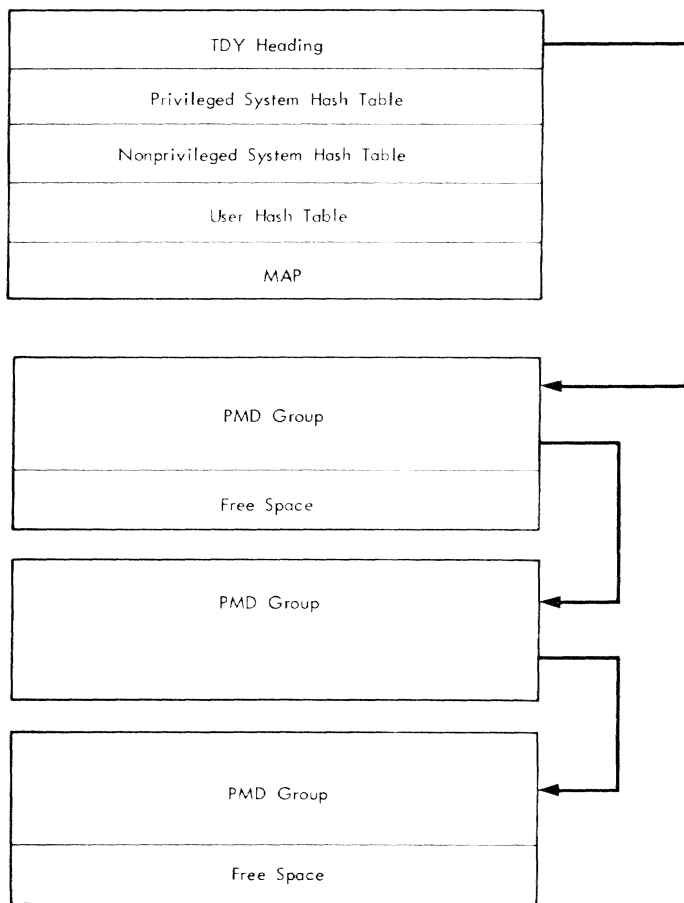 TDY Heading
Privileged System Hash Table
Nonprivileged System Hash Table
User Hash Table
MAP
PMD Group
Free Space
PMD Group
PMD Group
Free Space